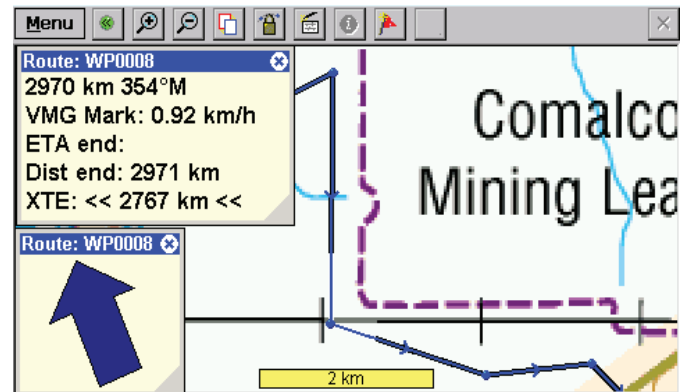 Menu
Route: WP0008
2970 km 354°M
VMG Mark: 0.92 km/h
ETA end:
Dist end: 2971 km
XTE: << 2767 km <<
Comalco
Mining Lea
Route: WP0008
2 km